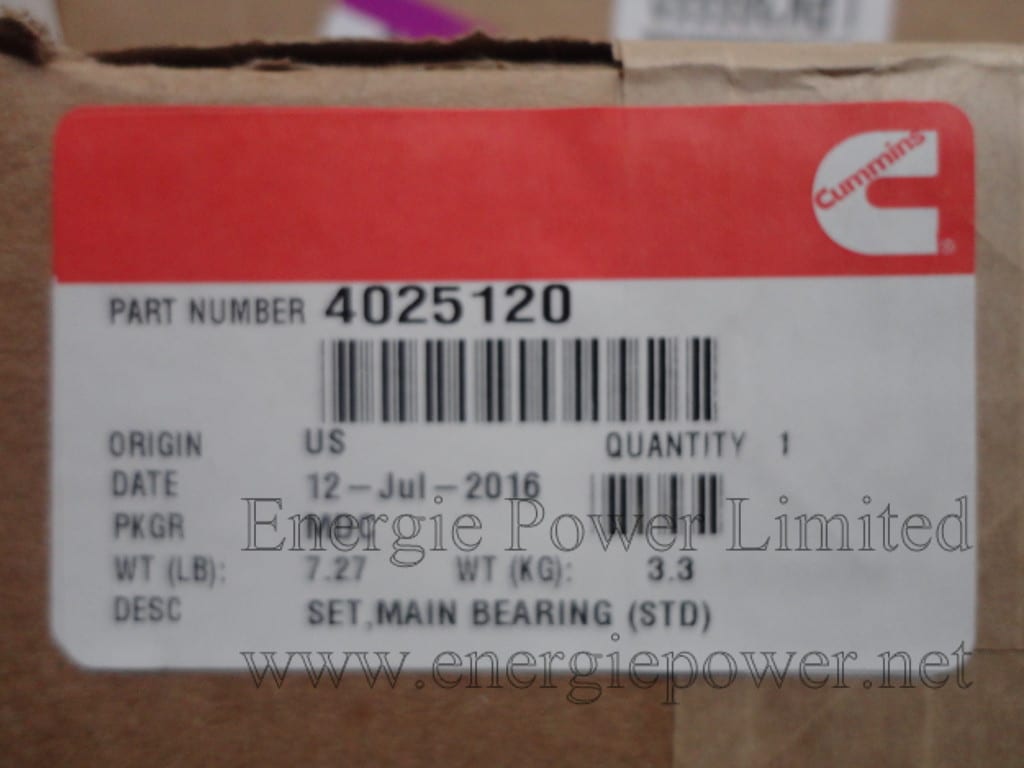 Cummins
®
PART NUMBER 4025120
ORIGIN US QUANTITY 1
DATE 12-Jul-2016
PKGR MDC
WT (LB): 7.27 WT (KG): 3.3
DESC SET,MAIN BEARING (STD)
Energie Power Limited
www.energiepower.net